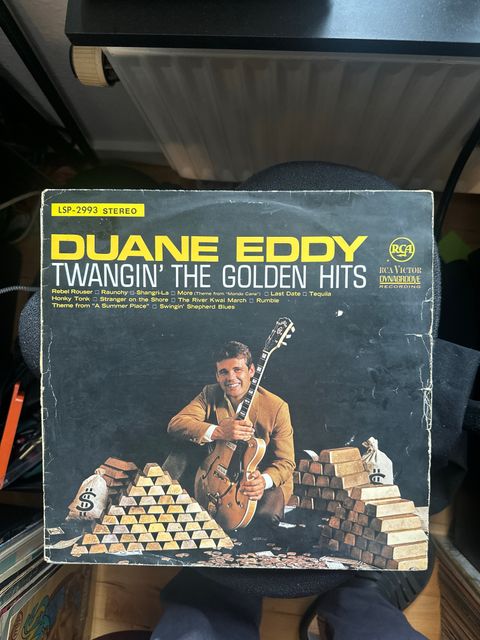 LSP-2993 STEREO
DUANE EDDY
TWANGIN' THE GOLDEN HITS
RCA
RCA VICTOR
DYNAGROOVE
RECORDING
Rebel Rouser □ Raunchy □ Shangri-La □ More (Theme from "Mondo Cane") □ Last Date □ Tequila
Honky Tonk □ Stranger on the Shore □ The River Kwai March □ Rumble
Theme from "A Summer Place" □ Swingin' Shepherd Blues
$
$